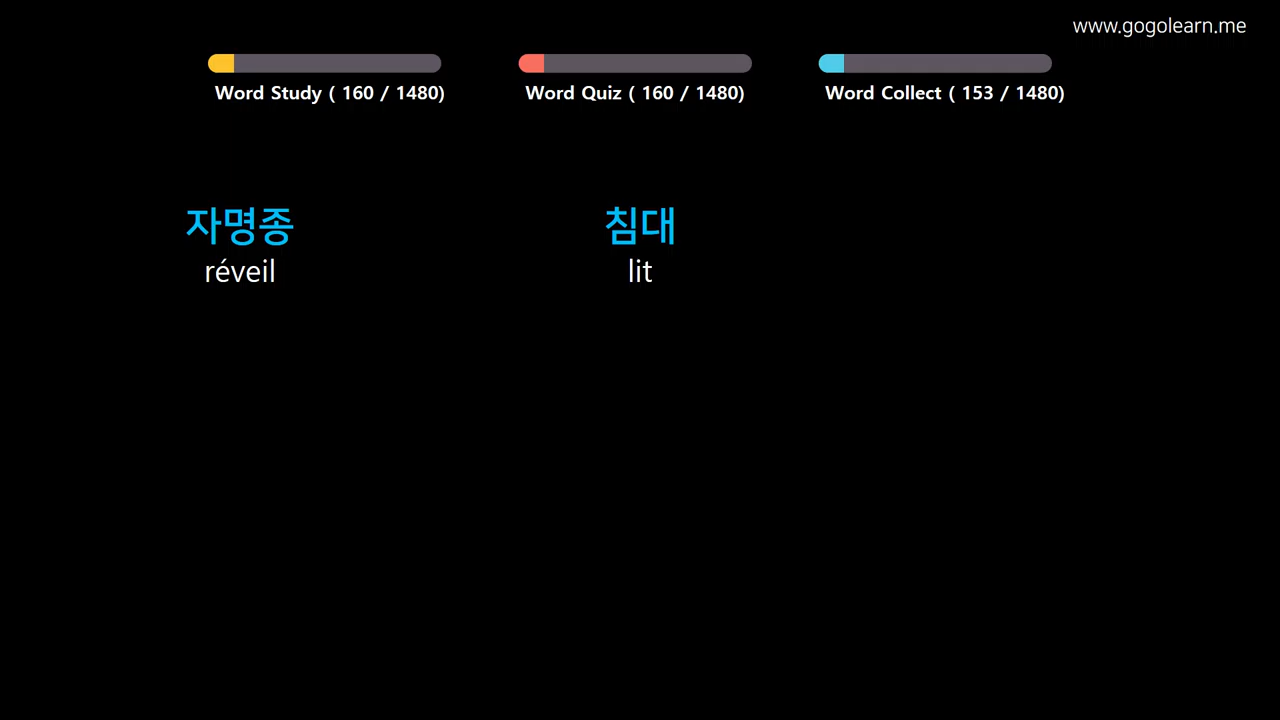 www.gogolearn.me
Word Study ( 160 / 1480)
Word Quiz ( 160 / 1480)
Word Collect ( 153 / 1480)
자명종
réveil
침대
lit